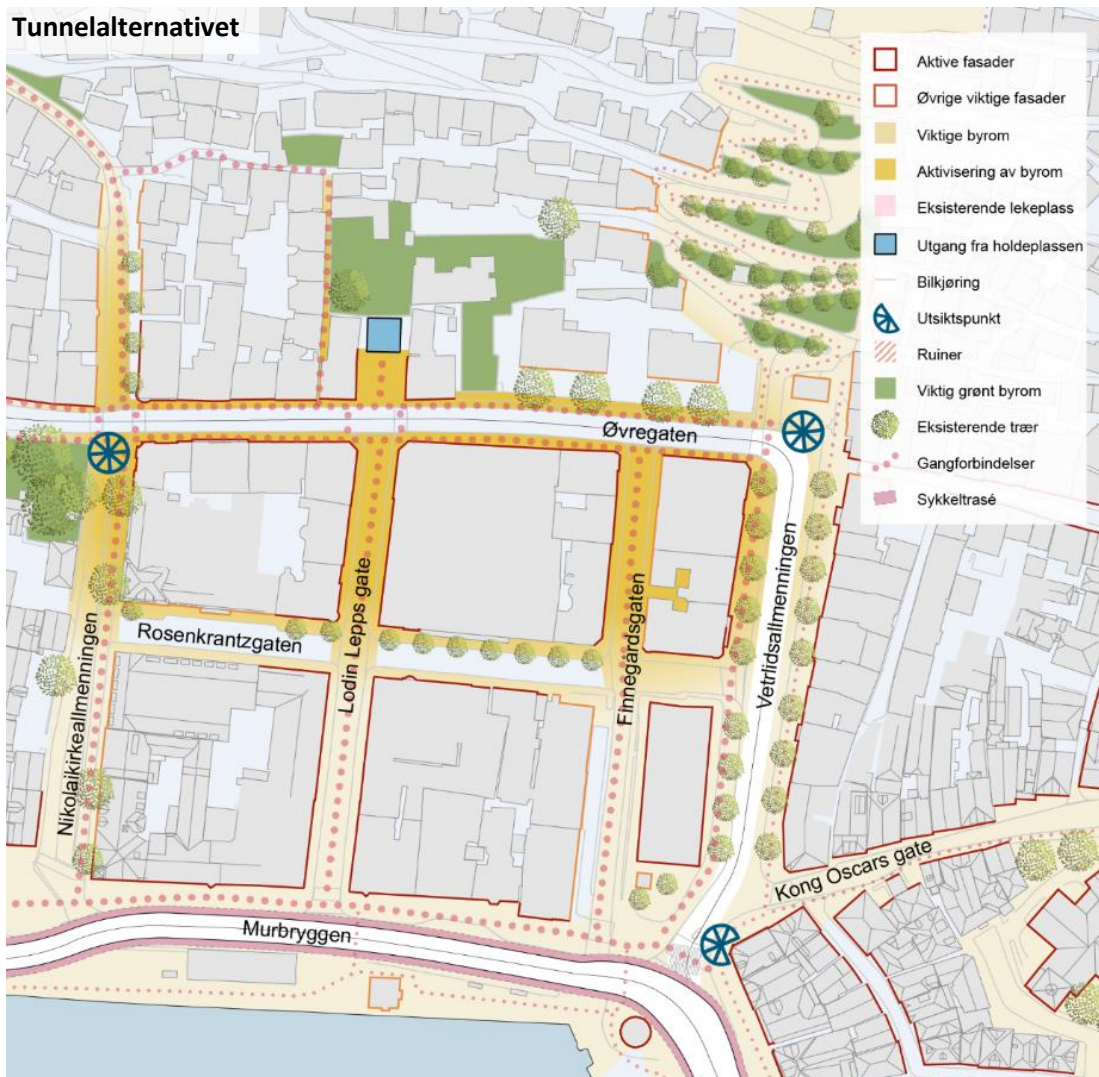 Tunnelalternativet
Aktive fasader
Øvrige viktige fasader
Viktige byrom
Aktivisering av byrom
Eksisterende lekeplass
Utgang fra holdeplassen
Bilkjøring
Utsiktspunkt
Ruiner
Viktig grønt byrom
Eksisterende trær
Gangforbindelser
Sykkeltrasé
Øvregaten
Nikolaikirkeallmenningen
Rosenkrantzgaten
Lodin Lepps gate
Finnegårdsgaten
Vetrlidsallmenningen
Kong Oscars gate
Murbryggen